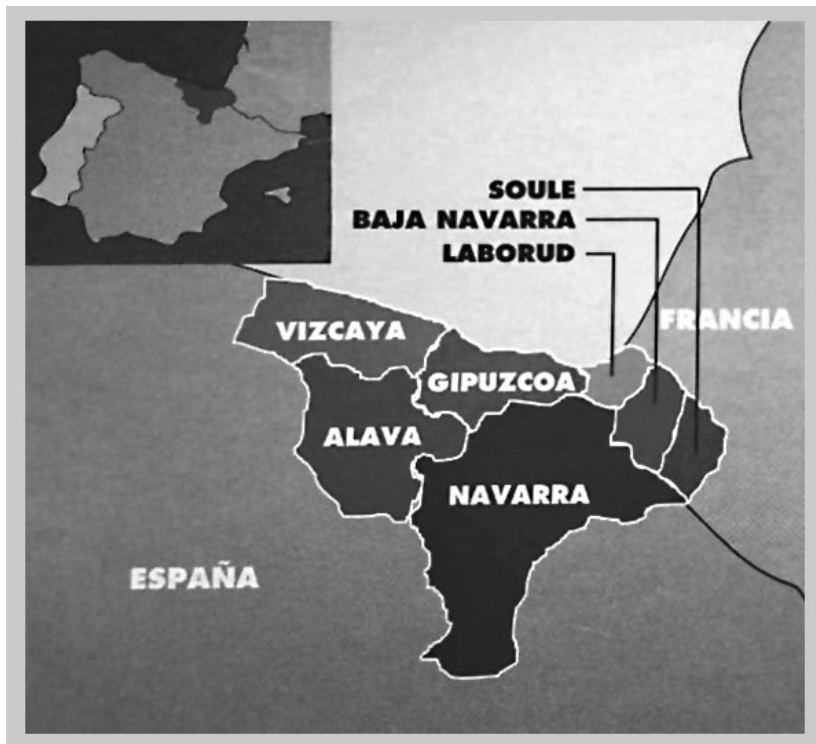 SOULE
BAJA NAVARRA
LABORUD
FRANCIA
VIZCAYA
GIPUZCOA
ALAVA
NAVARRA
ESPAÑA